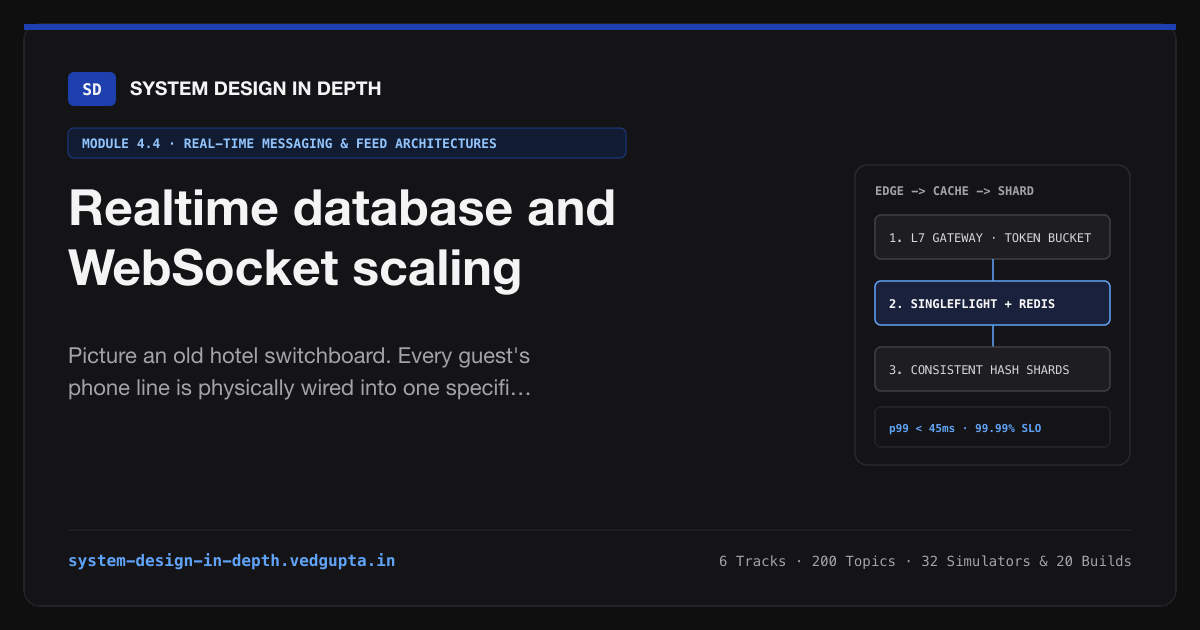 SD
SYSTEM DESIGN IN DEPTH
MODULE 4.4 · REAL-TIME MESSAGING & FEED ARCHITECTURES
Realtime database and
WebSocket scaling
Picture an old hotel switchboard. Every guest's
phone line is physically wired into one specifi…
EDGE -> CACHE -> SHARD
1. L7 GATEWAY · TOKEN BUCKET
2. SINGLEFLIGHT + REDIS
3. CONSISTENT HASH SHARDS
p99 < 45ms · 99.99% SLO
system-design-in-depth.vedgupta.in
6 Tracks · 200 Topics · 32 Simulators & 20 Builds